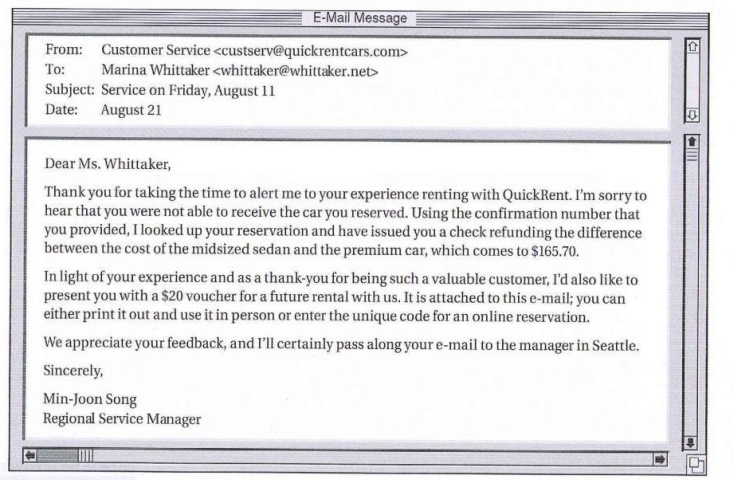 E-Mail Message
From: Customer Service <custserv@quickrentcars.com>
To: Marina Whittaker <whittaker@whittaker.net>
Subject: Service on Friday, August 11
Date: August 21
Dear Ms. Whittaker,
Thank you for taking the time to alert me to your experience renting with QuickRent. I'm sorry to
hear that you were not able to receive the car you reserved. Using the confirmation number that
you provided, I looked up your reservation and have issued you a check refunding the difference
between the cost of the midsized sedan and the premium car, which comes to $165.70.
In light of your experience and as a thank-you for being such a valuable customer, I'd also like to
present you with a $20 voucher for a future rental with us. It is attached to this e-mail; you can
either print it out and use it in person or enter the unique code for an online reservation.
We appreciate your feedback, and I'll certainly pass along your e-mail to the manager in Seattle.
Sincerely,
Min-Joon Song
Regional Service Manager